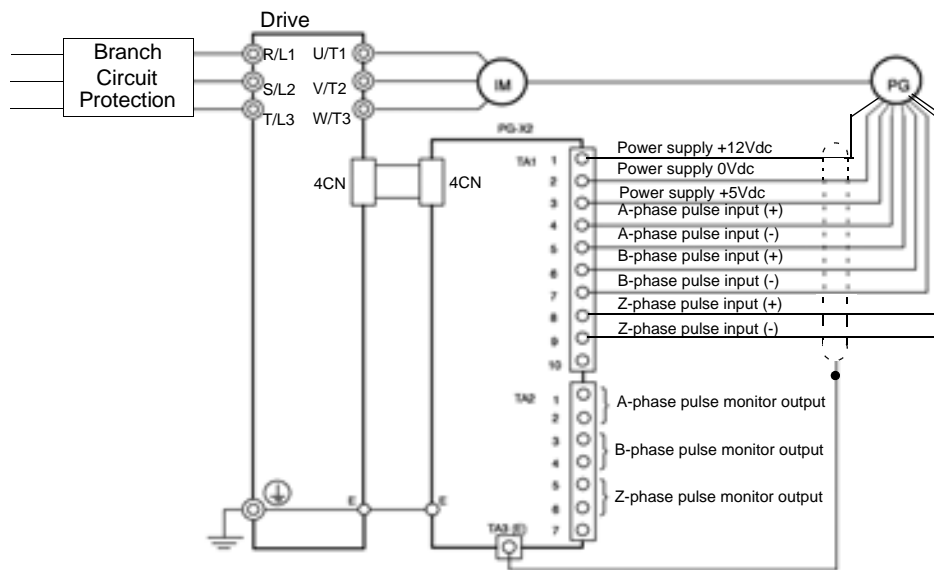 Drive
Branch
Circuit
Protection
R/L1 U/T1
S/L2 V/T2
T/L3 W/T3
IM
PG
PG-X2
4CN
4CN
TA1
1 Power supply +12Vdc
2 Power supply 0Vdc
3 Power supply +5Vdc
4 A-phase pulse input (+)
5 A-phase pulse input (-)
6 B-phase pulse input (+)
7 B-phase pulse input (-)
8 Z-phase pulse input (+)
9 Z-phase pulse input (-)
10
TA2
1
2
A-phase pulse monitor output
3
4
B-phase pulse monitor output
5
6
Z-phase pulse monitor output
7
E
E
TA3 (E)